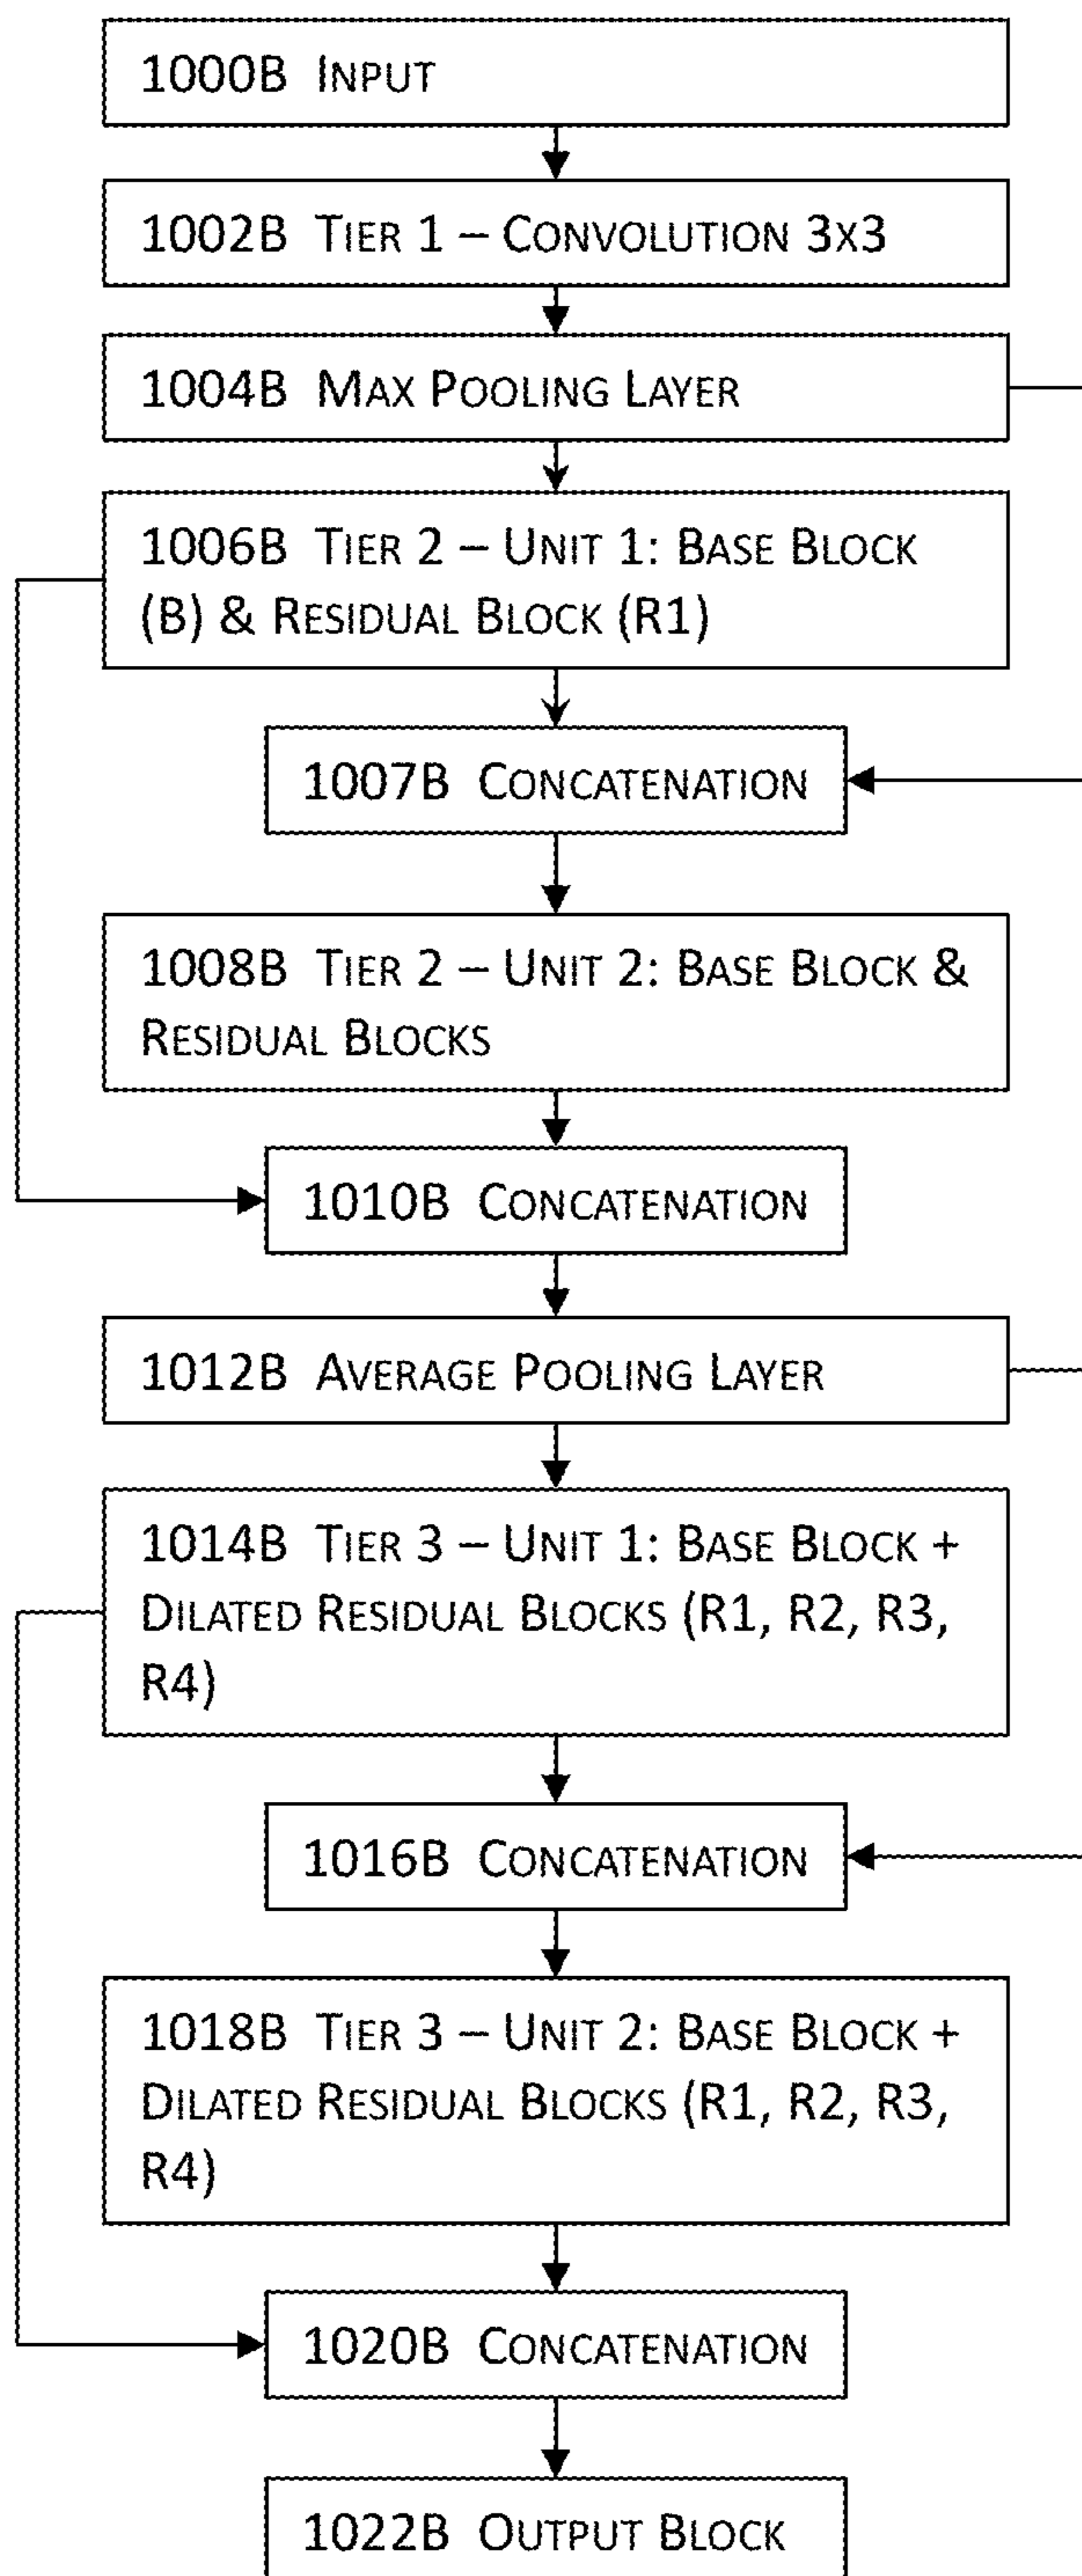 1000B INPUT
1002B TIER 1 – CONVOLUTION 3X3
1004B MAX POOLING LAYER
1006B TIER 2 – UNIT 1: BASE BLOCK
(B) & RESIDUAL BLOCK (R1)
1007B CONCATENATION
1008B TIER 2 – UNIT 2: BASE BLOCK &
RESIDUAL BLOCKS
1010B CONCATENATION
1012B AVERAGE POOLING LAYER
1014B TIER 3 – UNIT 1: BASE BLOCK +
DILATED RESIDUAL BLOCKS (R1, R2, R3,
R4)
1016B CONCATENATION
1018B TIER 3 – UNIT 2: BASE BLOCK +
DILATED RESIDUAL BLOCKS (R1, R2, R3,
R4)
1020B CONCATENATION
1022B OUTPUT BLOCK